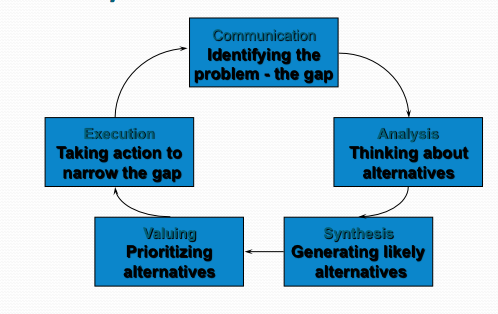 Communication
Identifying the
problem - the gap
Execution
Taking action to
narrow the gap
Analysis
Thinking about
alternatives
Valuing
Prioritizing
alternatives
Synthesis
Generating likely
alternatives